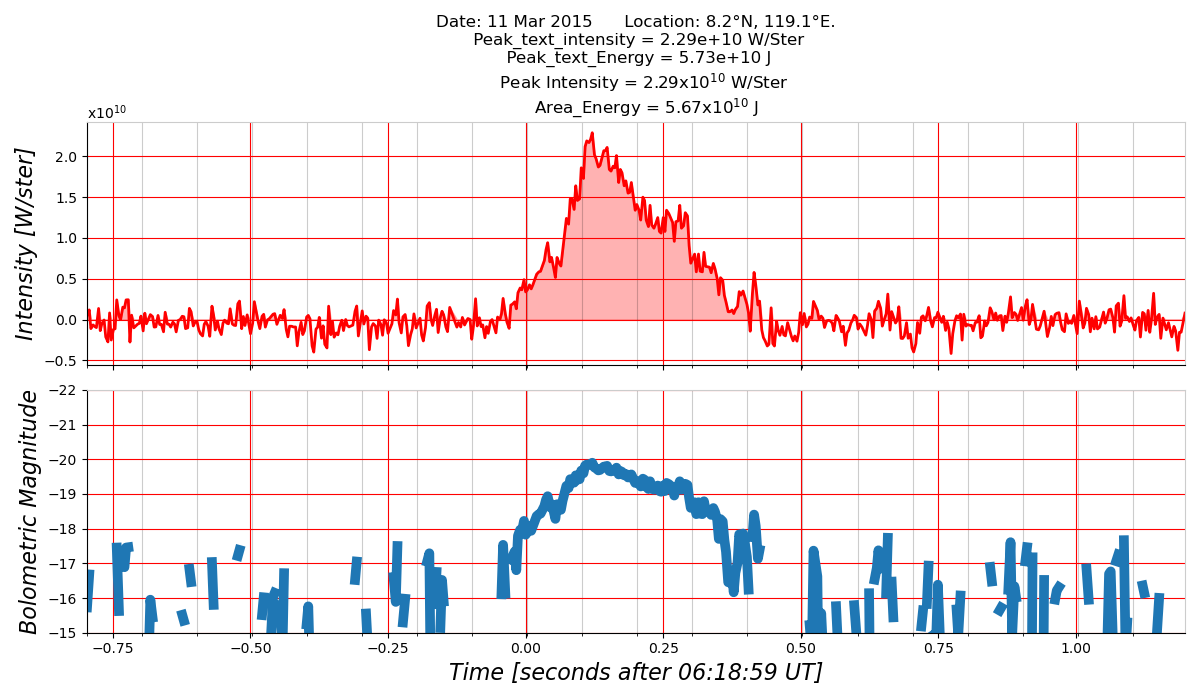 Date: 11 Mar 2015      Location: 8.2°N, 119.1°E.
Peak_text_intensity = 2.29e+10 W/Ster
Peak_text_Energy = 5.73e+10 J
Peak Intensity = 2.29x10¹⁰ W/Ster
Area_Energy = 5.67x10¹⁰ J
x10¹⁰
Intensity [W/ster]
2.0
1.5
1.0
0.5
0.0
−0.5
Bolometric Magnitude
−22
−21
−20
−19
−18
−17
−16
−15
−0.75 −0.50 −0.25 0.00 0.25 0.50 0.75 1.00
Time [seconds after 06:18:59 UT]